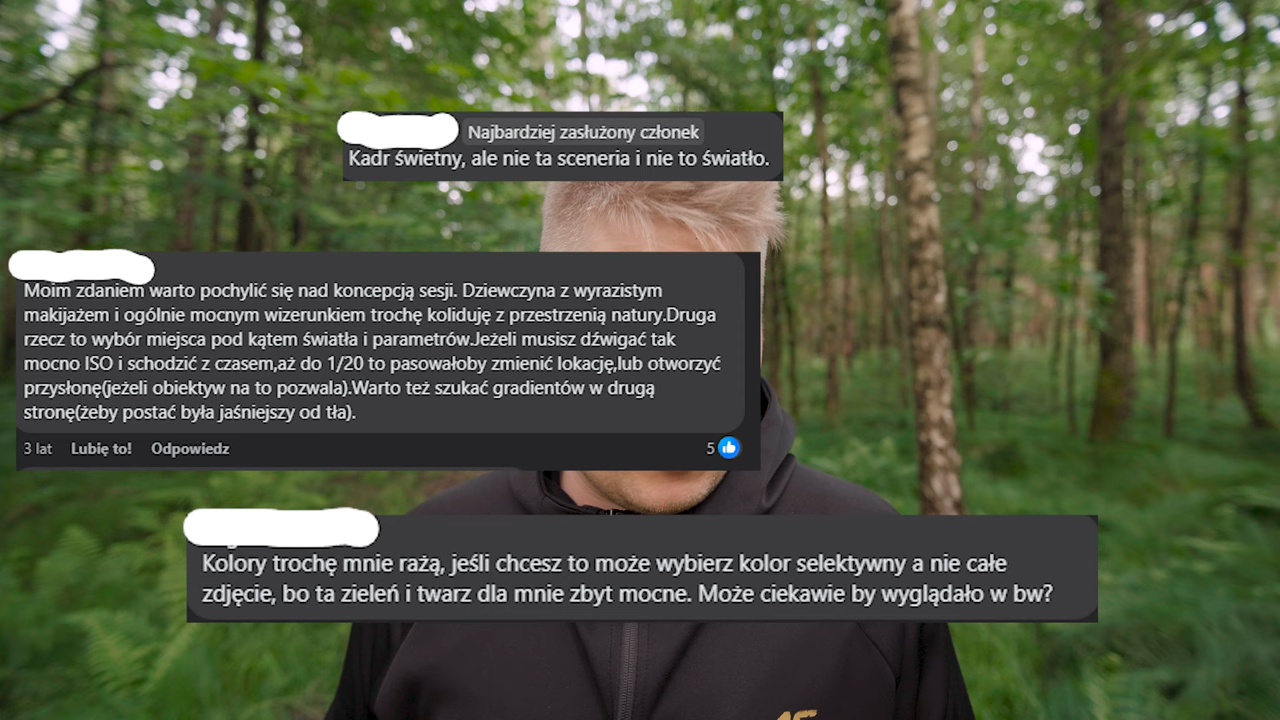 Najbardziej zasłużony członek
Kadr świetny, ale nie ta sceneria i nie to światło.
Moim zdaniem warto pochylić się nad koncepcją sesji. Dziewczyna z wyrazistym
makijażem i ogólnie mocnym wizerunkiem trochę koliduję z przestrzenią natury.Druga
rzecz to wybór miejsca pod kątem światła i parametrów.Jeżeli musisz dźwigać tak
mocno ISO i schodzić z czasem,aż do 1/20 to pasowałoby zmienić lokację,lub otworzyć
przysłonę(jeżeli obiektyw na to pozwala).Warto też szukać gradientów w drugą
stronę(żeby postać była jaśniejszy od tła).
3 lat Lubię to! Odpowiedz 5
Kolory trochę mnie rażą, jeśli chcesz to może wybierz kolor selektywny a nie całe
zdjęcie, bo ta zieleń i twarz dla mnie zbyt mocne. Może ciekawie by wyglądało w bw?